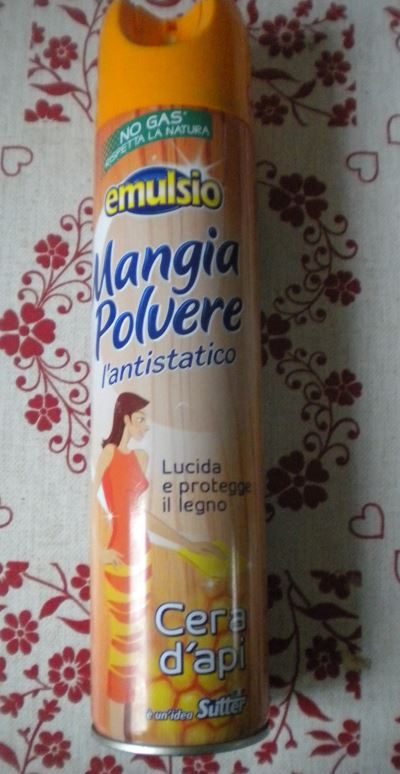 NO GAS*
RISPETTA LA NATURA
emulsio
Mangia
Polvere
l'antistatico
Lucida
e protegge
il legno
Cera
d'api
è un'idea Sutter